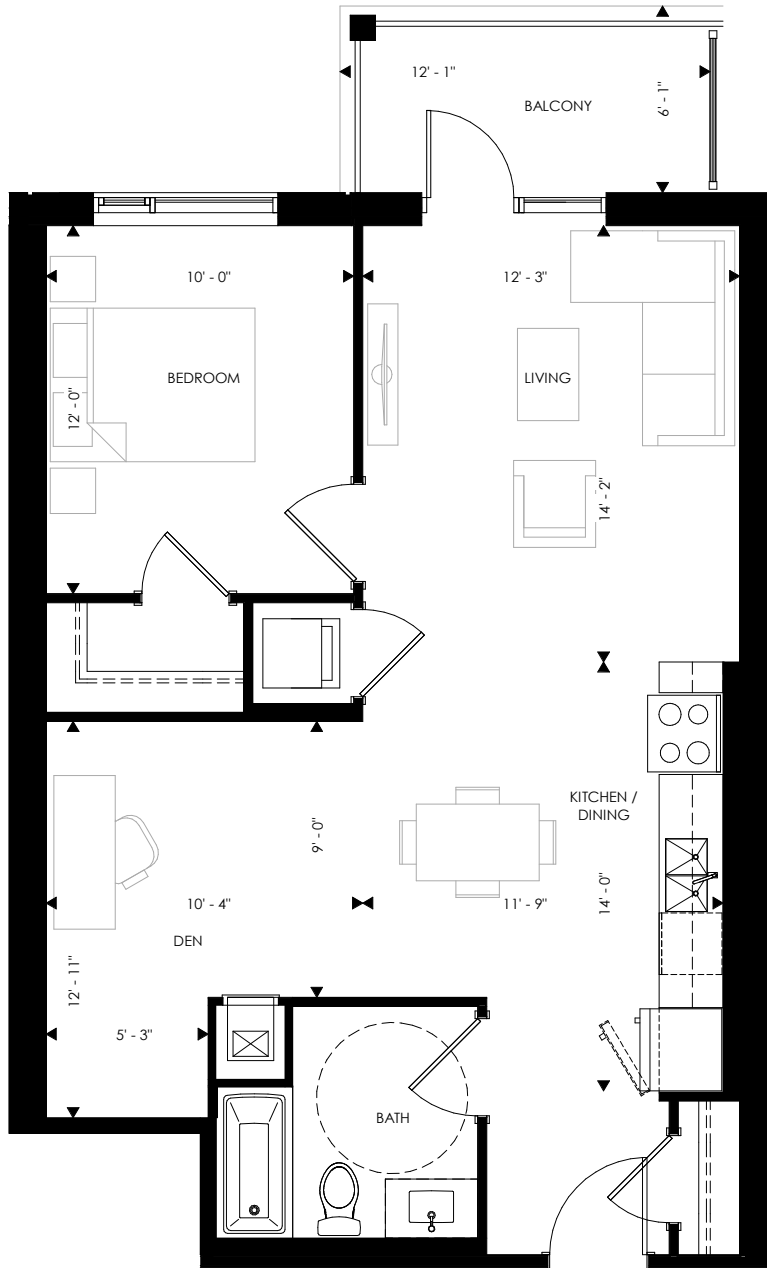 12' - 1"
6' - 1"
BALCONY
10' - 0"
12' - 3"
BEDROOM
LIVING
12' - 0"
14' - 2"
KITCHEN /
DINING
9' - 0"
10' - 4"
11' - 9"
14' - 0"
DEN
12' - 11"
5' - 3"
BATH